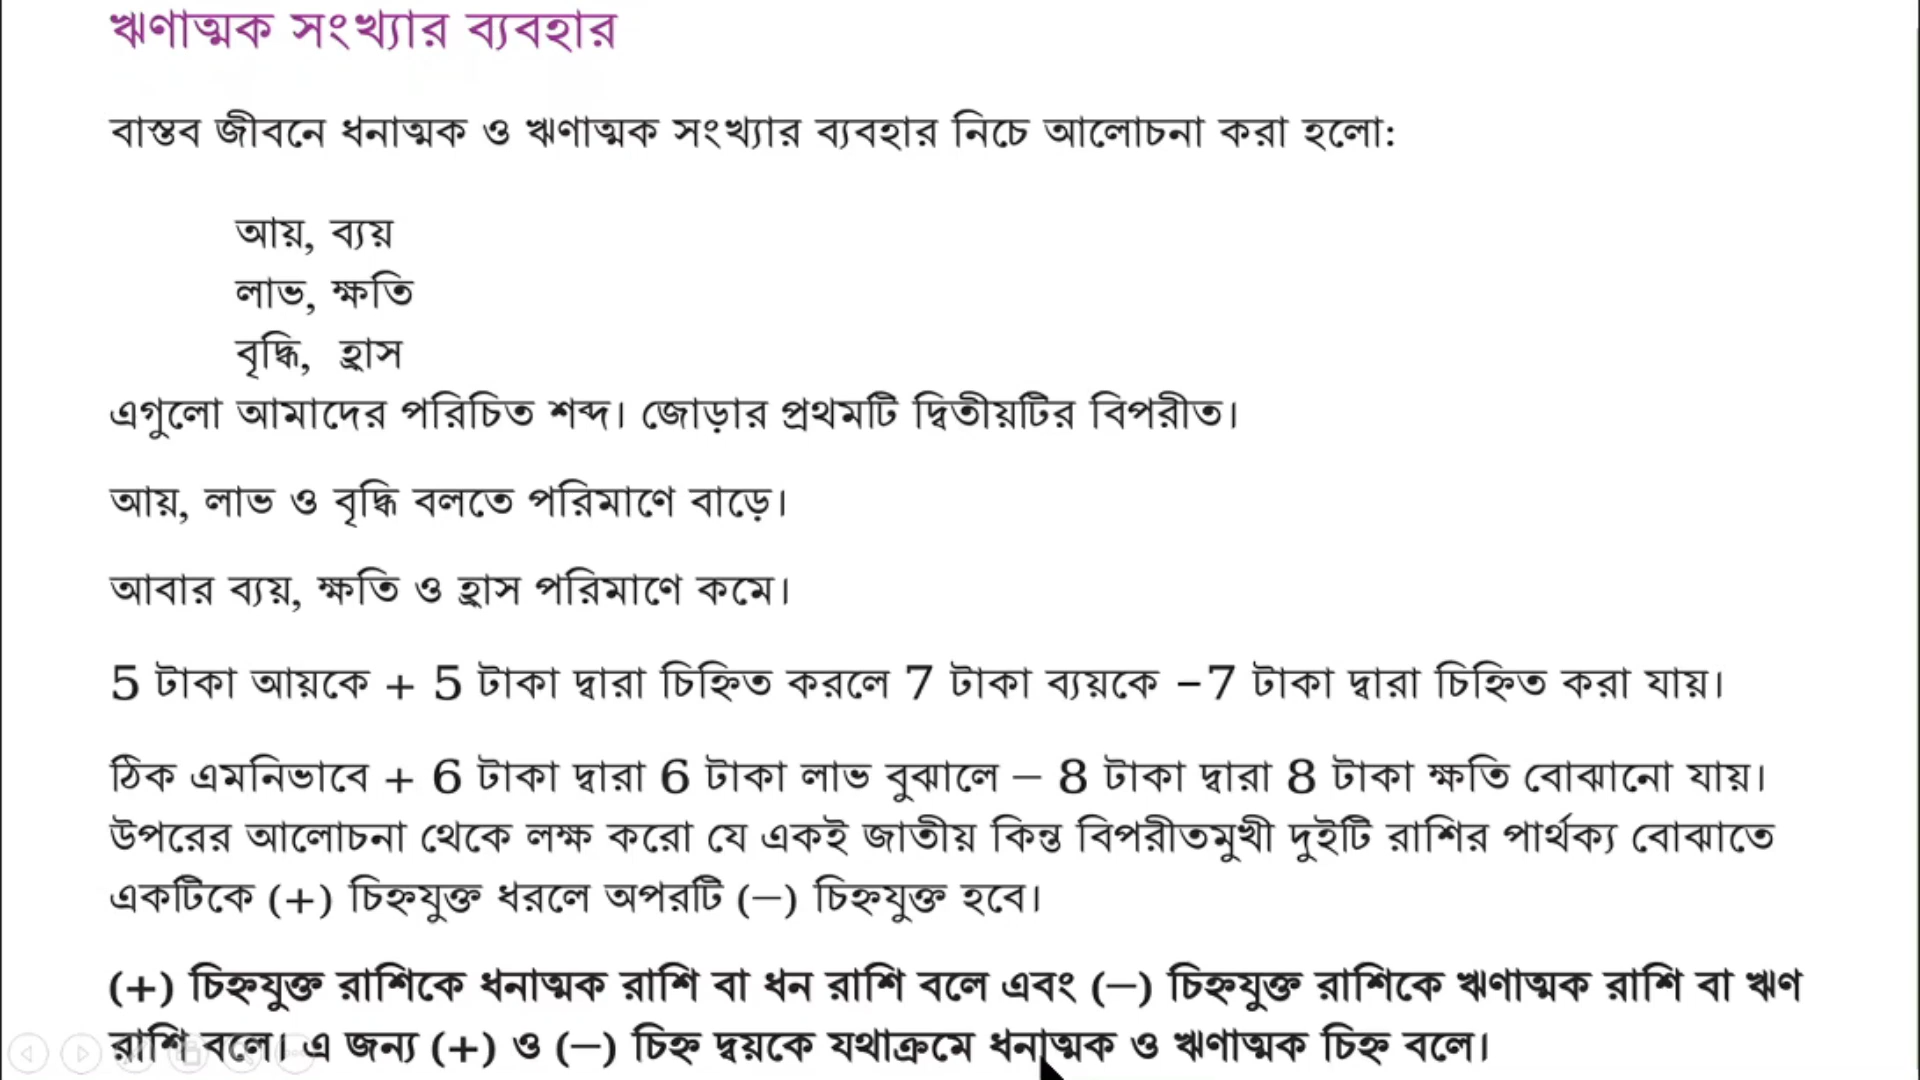 ঋণাত্মক সংখ্যার ব্যবহার
বাস্তব জীবনে ধনাত্মক ও ঋণাত্মক সংখ্যার ব্যবহার নিচে আলোচনা করা হলো:
আয়, ব্যয়
লাভ, ক্ষতি
বৃদ্ধি, হ্রাস
এগুলো আমাদের পরিচিত শব্দ। জোড়ার প্রথমটি দ্বিতীয়টির বিপরীত।
আয়, লাভ ও বৃদ্ধি বলতে পরিমাণে বাড়ে।
আবার ব্যয়, ক্ষতি ও হ্রাস পরিমাণে কমে।
5 টাকা আয়কে + 5 টাকা দ্বারা চিহ্নিত করলে 7 টাকা ব্যয়কে –7 টাকা দ্বারা চিহ্নিত করা যায়।
ঠিক এমনিভাবে + 6 টাকা দ্বারা 6 টাকা লাভ বুঝালে – 8 টাকা দ্বারা 8 টাকা ক্ষতি বোঝানো যায়।
উপরের আলোচনা থেকে লক্ষ করো যে একই জাতীয় কিন্তু বিপরীতমুখী দুইটি রাশির পার্থক্য বোঝাতে
একটিকে (+) চিহ্নযুক্ত ধরলে অপরটি (–) চিহ্নযুক্ত হবে।
(+) চিহ্নযুক্ত রাশিকে ধনাত্মক রাশি বা ধন রাশি বলে এবং (–) চিহ্নযুক্ত রাশিকে ঋণাত্মক রাশি বা ঋণ
রাশি বলে। এ জন্য (+) ও (–) চিহ্ন দ্বয়কে যথাক্রমে ধনাত্মক ও ঋণাত্মক চিহ্ন বলে।